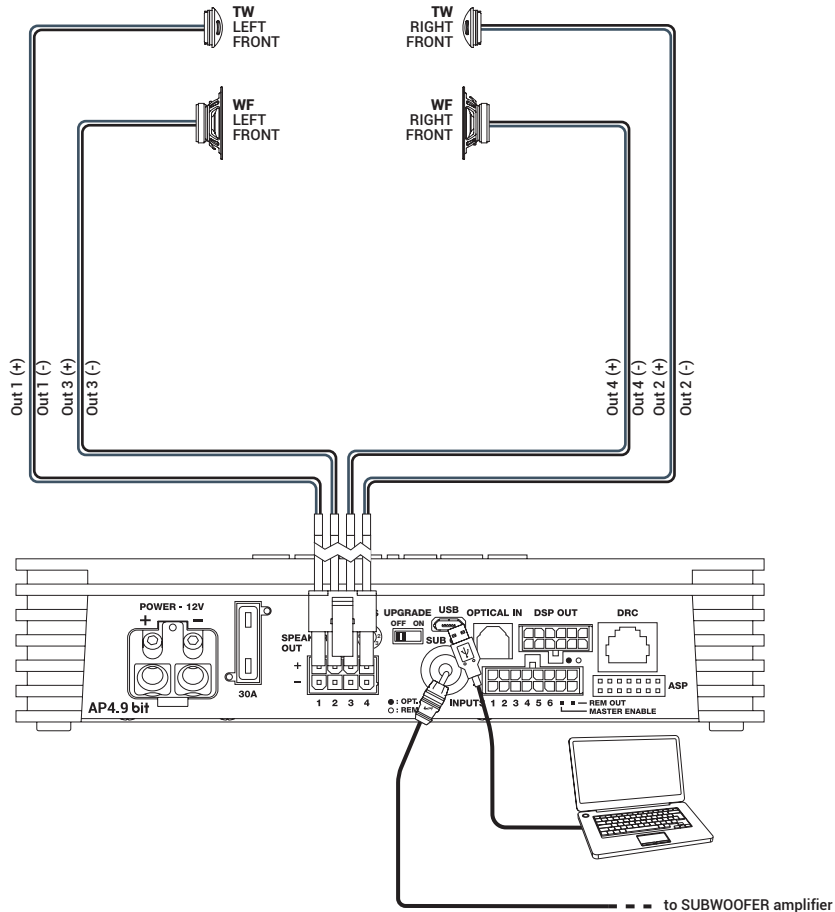 TW
LEFT
FRONT
TW
RIGHT
FRONT
WF
LEFT
FRONT
WF
RIGHT
FRONT
Out 1 (+)
Out 1 (-)
Out 3 (+)
Out 3 (-)
Out 4 (+)
Out 4 (-)
Out 2 (+)
Out 2 (-)
POWER - 12V
+ −
30A
AP4.9 bit
OUT
+
−
1 2 3 4
UPGRADE
OFF ON
USB
OPTICAL IN
DSP OUT
DRC
SUB
● : OPT.
○ : REM
1 2 3 4 5 6
REM OUT
MASTER ENABLE
ASP
to SUBWOOFER amplifier